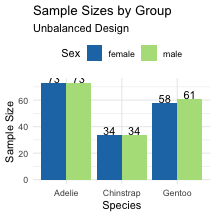 Sample Sizes by Group
Unbalanced Design
Sex female male
73 73
34 34
58 61
60
40
20
0
Sample Size
Adelie Chinstrap Gentoo
Species